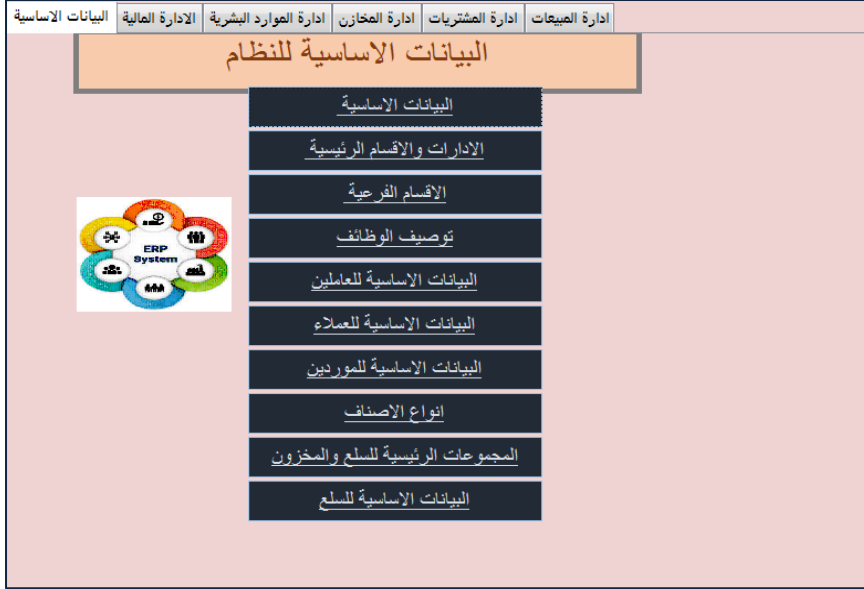 البيانات الاساسية الادارة المالية ادارة الموارد البشرية ادارة المخازن ادارة المشتريات ادارة المبيعات
البيانات الاساسية للنظام
البيانات الاساسية
الادارات والاقسام الرئيسية
الاقسام الفرعية
توصيف الوظائف
البيانات الاساسية للعاملين
البيانات الاساسية للعملاء
البيانات الاساسية للموردين
انواع الاصناف
المجموعات الرئيسية للسلع والمخزون
البيانات الاساسية للسلع
ERP
System